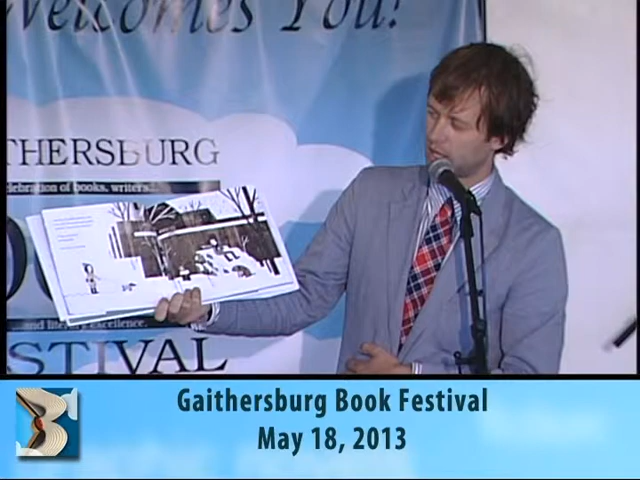 Welcomes You!
THERSBURG
celebration of books, writers
and literary excellence.
STIVAL
Gaithersburg Book Festival
May 18, 2013